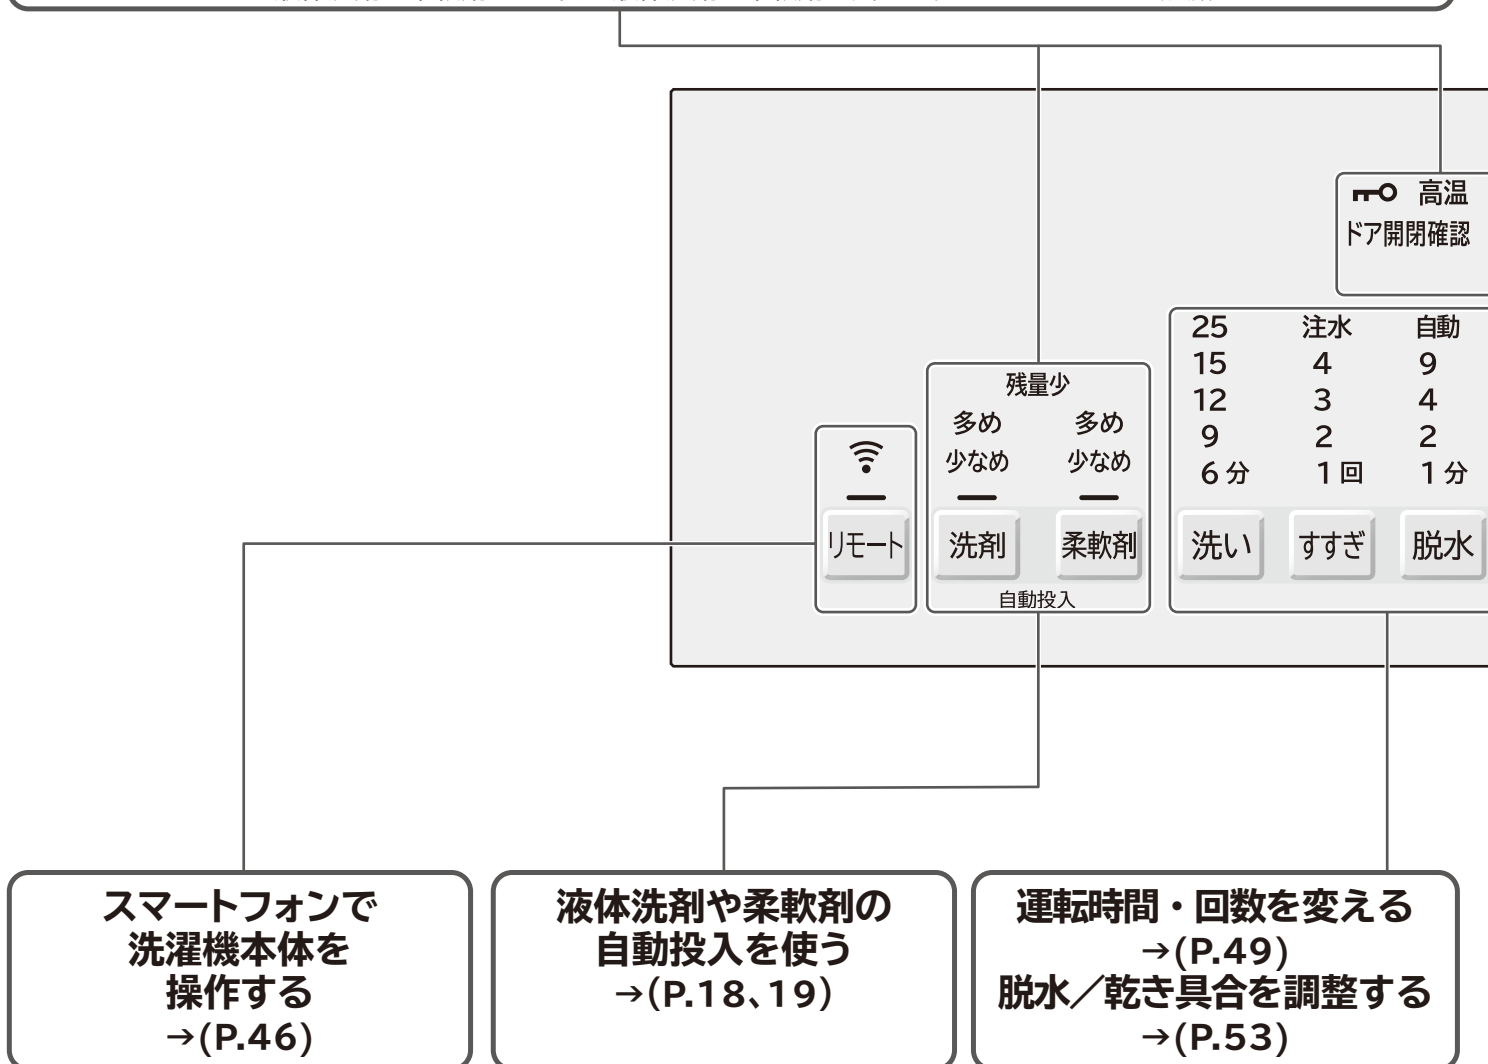 高温
ドア開閉確認
25 注水 自動
15 4 9
12 3 4
9 2 2
6分 1回 1分
残量少
多め 多め
少なめ 少なめ
リモート 洗剤 柔軟剤 洗い すすぎ 脱水
自動投入
スマートフォンで
洗濯機本体を
操作する
→(P.46)
液体洗剤や柔軟剤の
自動投入を使う
→(P.18、19)
運転時間・回数を変える
→(P.49)
脱水／乾き具合を調整する
→(P.53)